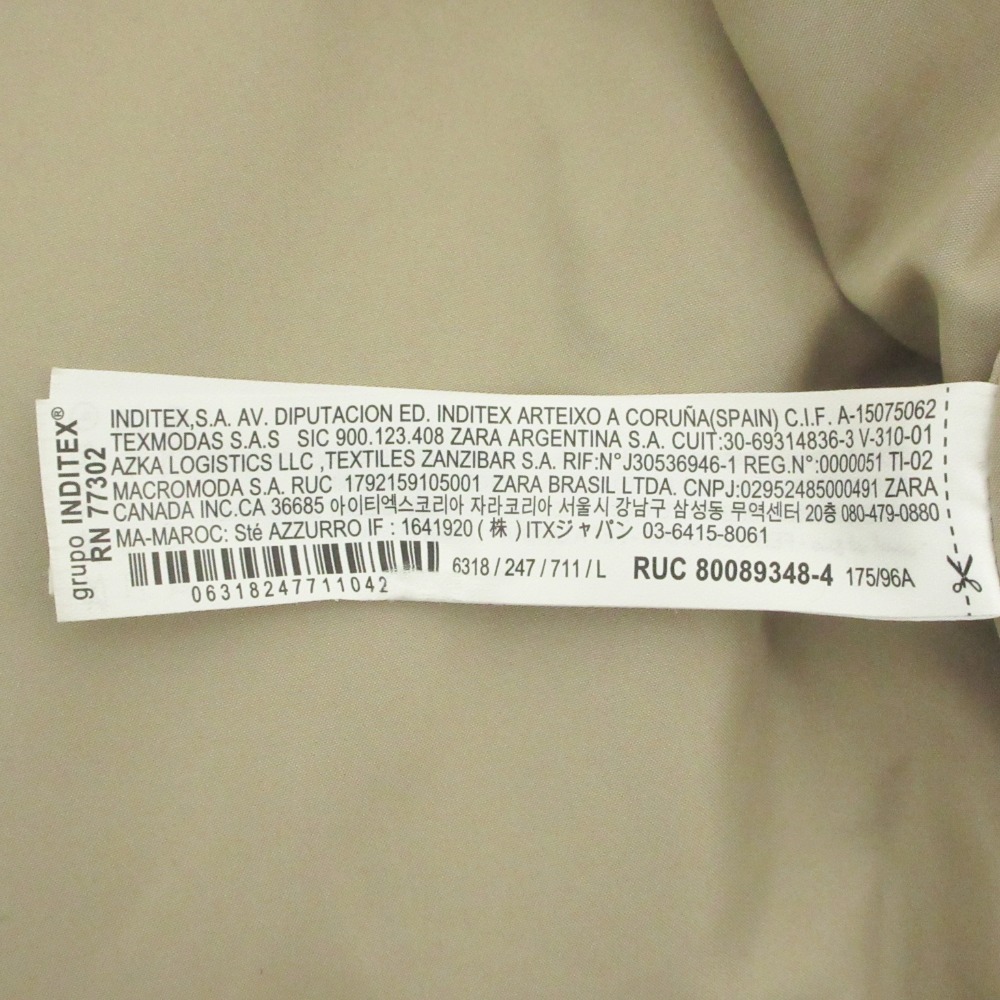 grupo INDITEX®
RN 77302
INDITEX,S.A. AV. DIPUTACION ED. INDITEX ARTEIXO A CORUÑA(SPAIN) C.I.F. A-15075062
TEXMODAS S.A.S SIC 900.123.408 ZARA ARGENTINA S.A. CUIT:30-69314836-3 V-310-01
AZKA LOGISTICS LLC ,TEXTILES ZANZIBAR S.A. RIF:N°J30536946-1 REG.N°:0000051 TI-02
MACROMODA S.A. RUC 1792159105001 ZARA BRASIL LTDA. CNPJ:02952485000491 ZARA
CANADA INC.CA 36685 아이티엑스코리아 자라코리아 서울시 강남구 삼성동 무역센터 20층 080-479-0880
MA-MAROC: Sté AZZURRO IF : 1641920 ( 株 ) ITXジャパン 03-6415-8061
06318247711042
6318 / 247 / 711 / L RUC 80089348-4 175/96A